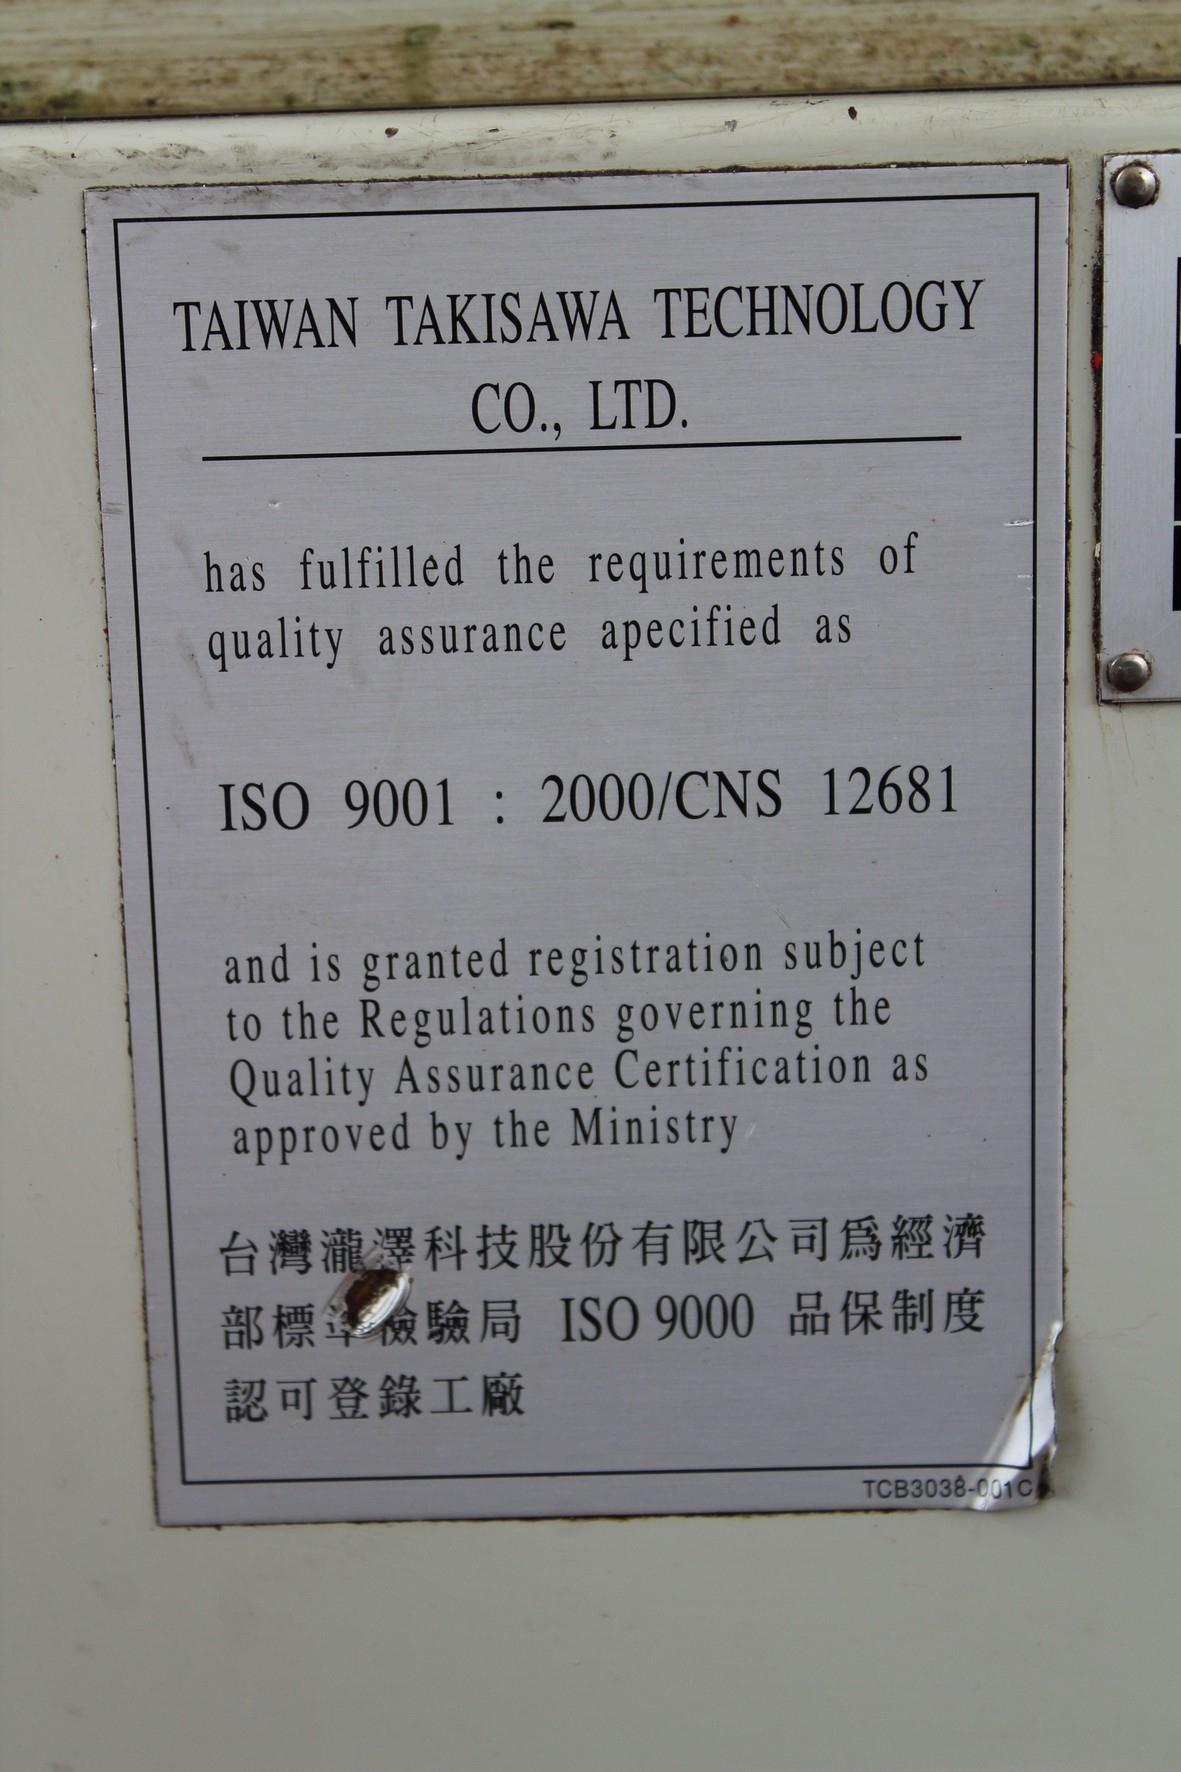 TAIWAN TAKISAWA TECHNOLOGY
CO., LTD.
has fulfilled the requirements of
quality assurance apecified as
ISO 9001 : 2000/CNS 12681
and is granted registration subject
to the Regulations governing the
Quality Assurance Certification as
approved by the Ministry
台灣瀧澤科技股份有限公司爲經濟
部標準檢驗局 ISO 9000 品保制度
認可登錄工廠
TCB3038-001C